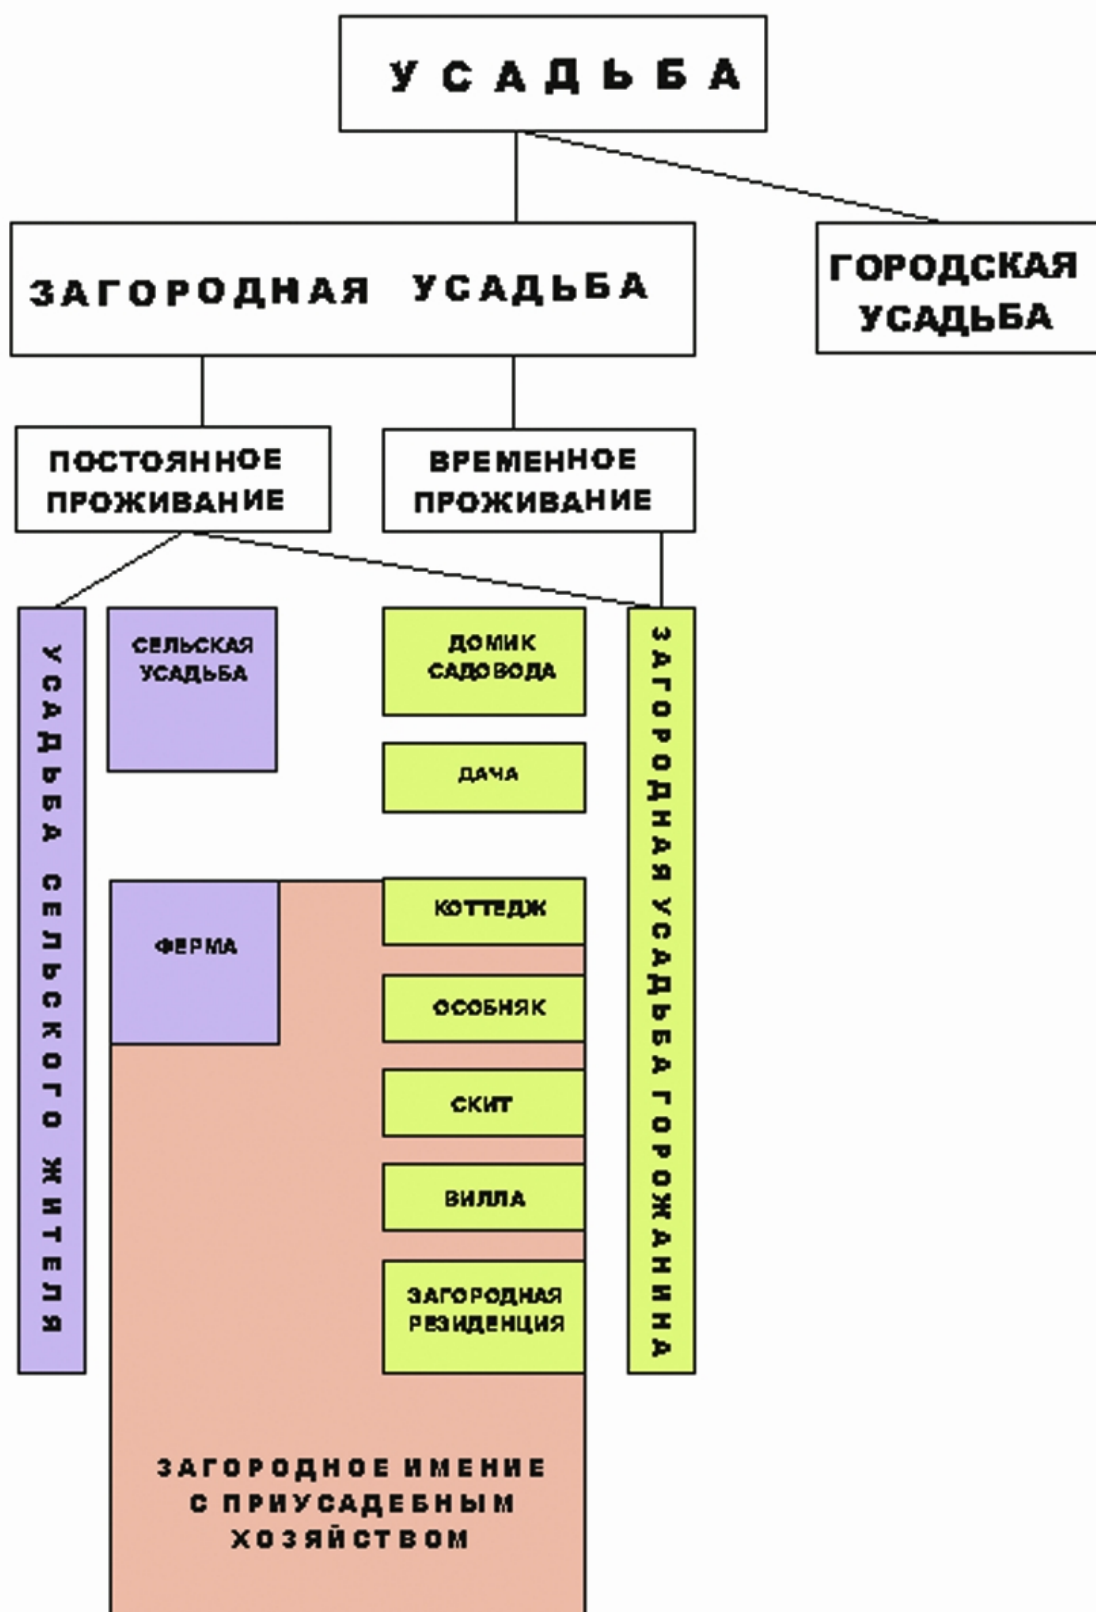 УСАДЬБА
ЗАГОРОДНАЯ УСАДЬБА
ГОРОДСКАЯ
УСАДЬБА
ПОСТОЯННОЕ
ПРОЖИВАНИЕ
ВРЕМЕННОЕ
ПРОЖИВАНИЕ
УСАДЬБА СЕЛЬСКОГО ЖИТЕЛЯ
СЕЛЬСКАЯ
УСАДЬБА
ДОМИК
САДОВОДА
ДАЧА
ФЕРМА
КОТТЕДЖ
ОСОБНЯК
СКИТ
ВИЛЛА
ЗАГОРОДНАЯ
РЕЗИДЕНЦИЯ
ЗАГОРОДНАЯ УСАДЬБА ГОРОЖАНИНА
ЗАГОРОДНОЕ ИМЕНИЕ
С ПРИУСАДЕБНЫМ
ХОЗЯЙСТВОМ